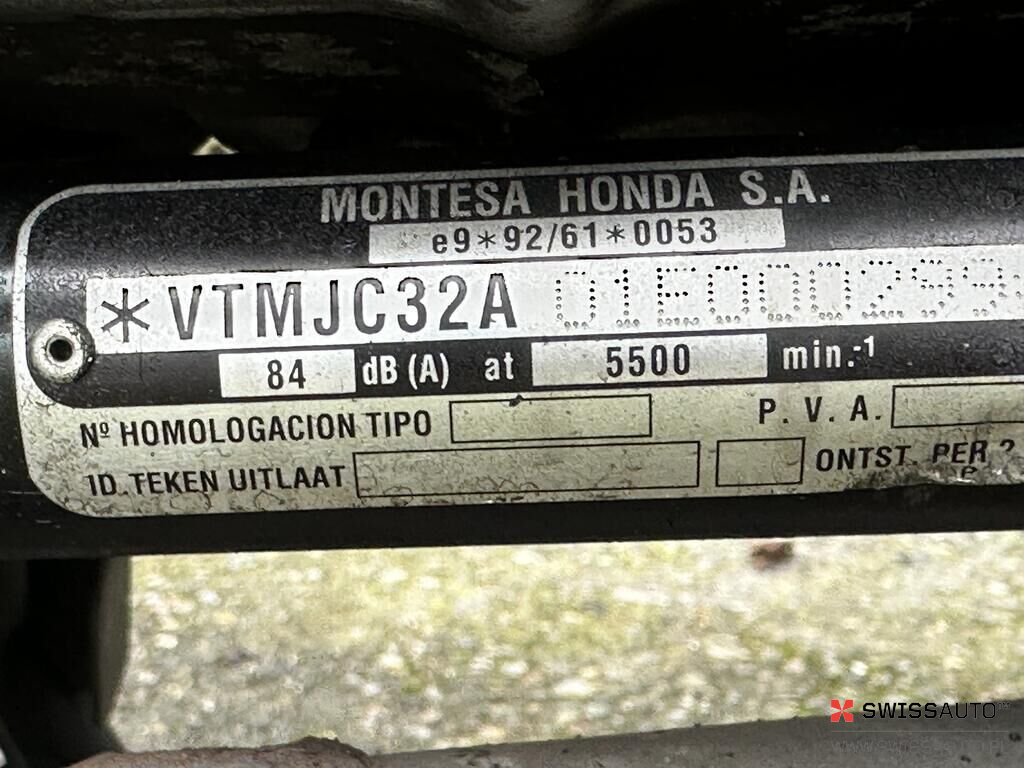 MONTESA HONDA S.A.
e9*92/61*0053
*VTMJC32A 01E000299
84 dB (A) at 5500 min.-1
Nº HOMOLOGACION TIPO P. V. A.
ID. TEKEN UITLAAT ONTST. PER
SWISSAUTO